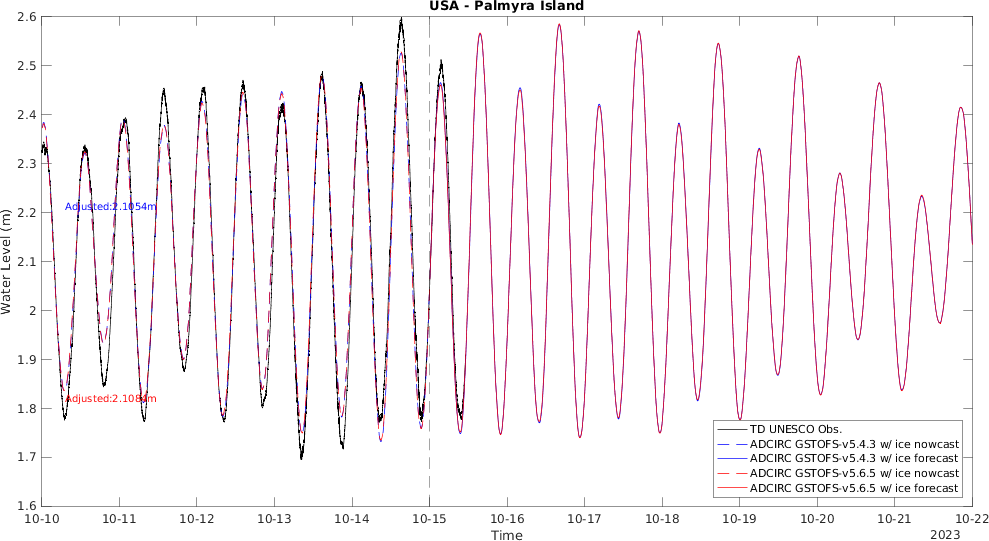 USA - Palmyra Island
2.6
2.5
2.4
2.3
2.2
2.1
2
1.9
1.8
1.7
1.6
Water Level (m)
Adjusted:2.1054m
Adjusted:2.1084m
TD UNESCO Obs.
ADCIRC GSTOFS-v5.4.3 w/ ice nowcast
ADCIRC GSTOFS-v5.4.3 w/ ice forecast
ADCIRC GSTOFS-v5.6.5 w/ ice nowcast
ADCIRC GSTOFS-v5.6.5 w/ ice forecast
10-10 10-11 10-12 10-13 10-14 10-15 10-16 10-17 10-18 10-19 10-20 10-21 10-22
Time
2023